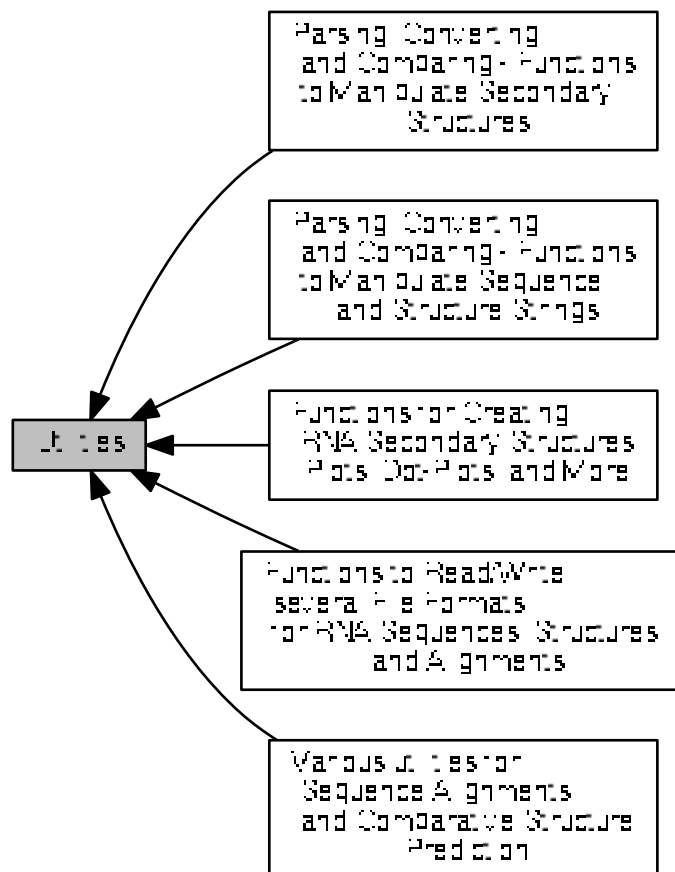 Parsing, Converting
and Comparing - Functions
to Manipulate Secondary
Structures
Parsing, Converting
and Comparing - Functions
to Manipulate Sequence
and Structure Strings
Utilities
Functions for Creating
RNA Secondary Structures
Plots, Dot-Plots, and More
Functions to Read/Write
several File Formats
for RNA Sequences, Structures,
and Alignments
Various utilities for
Sequence Alignments,
and Comparative Structure
Prediction